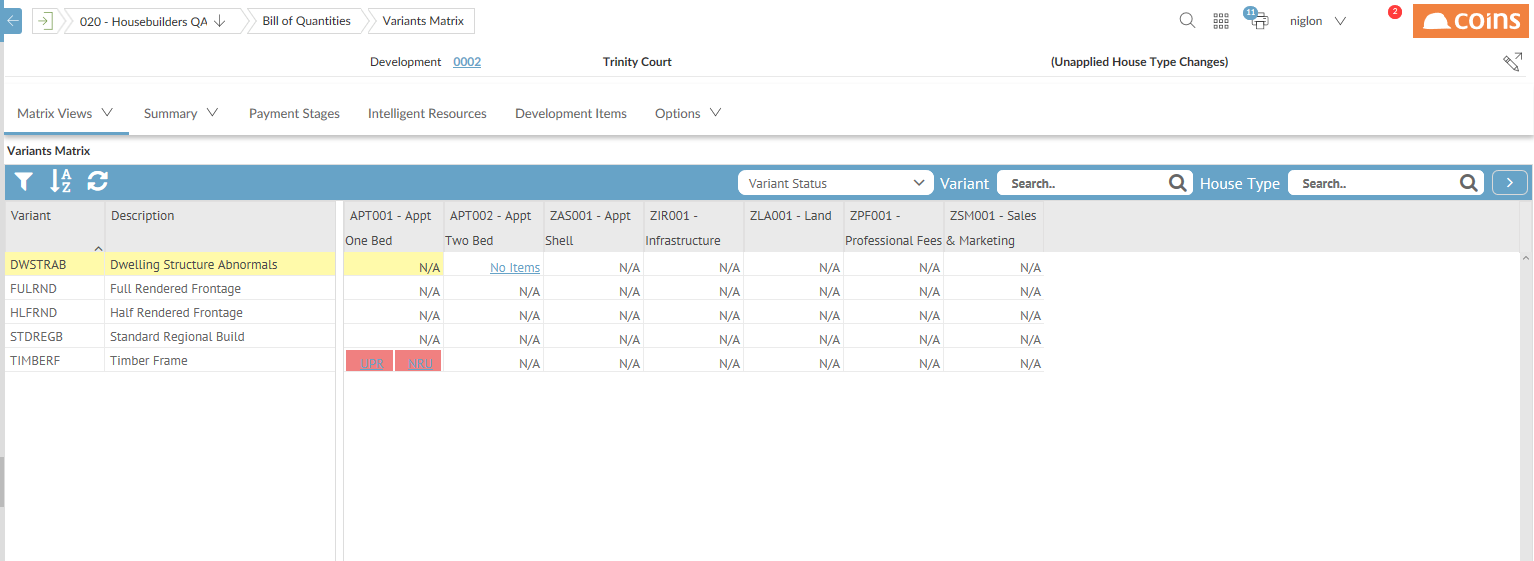 020 - Housebuilders QA Bill of Quantities Variants Matrix 11 niglon 2 coins
Development 0002 Trinity Court (Unapplied House Type Changes)
Matrix Views Summary Payment Stages Intelligent Resources Development Items Options
Variants Matrix
A Z Variant Status Variant Search.. House Type Search..
Variant Description APT001 - Appt One Bed APT002 - Appt Two Bed ZAS001 - Appt Shell ZIR001 - Infrastructure ZLA001 - Land ZPF001 - Professional Fees ZSM001 - Sales & Marketing
DWSTRAB Dwelling Structure Abnormals N/A No Items N/A N/A N/A N/A N/A
FULRND Full Rendered Frontage N/A N/A N/A N/A N/A N/A N/A
HLFRND Half Rendered Frontage N/A N/A N/A N/A N/A N/A N/A
STDREGB Standard Regional Build N/A N/A N/A N/A N/A N/A N/A
TIMBERF Timber Frame UPR NRU N/A N/A N/A N/A N/A N/A